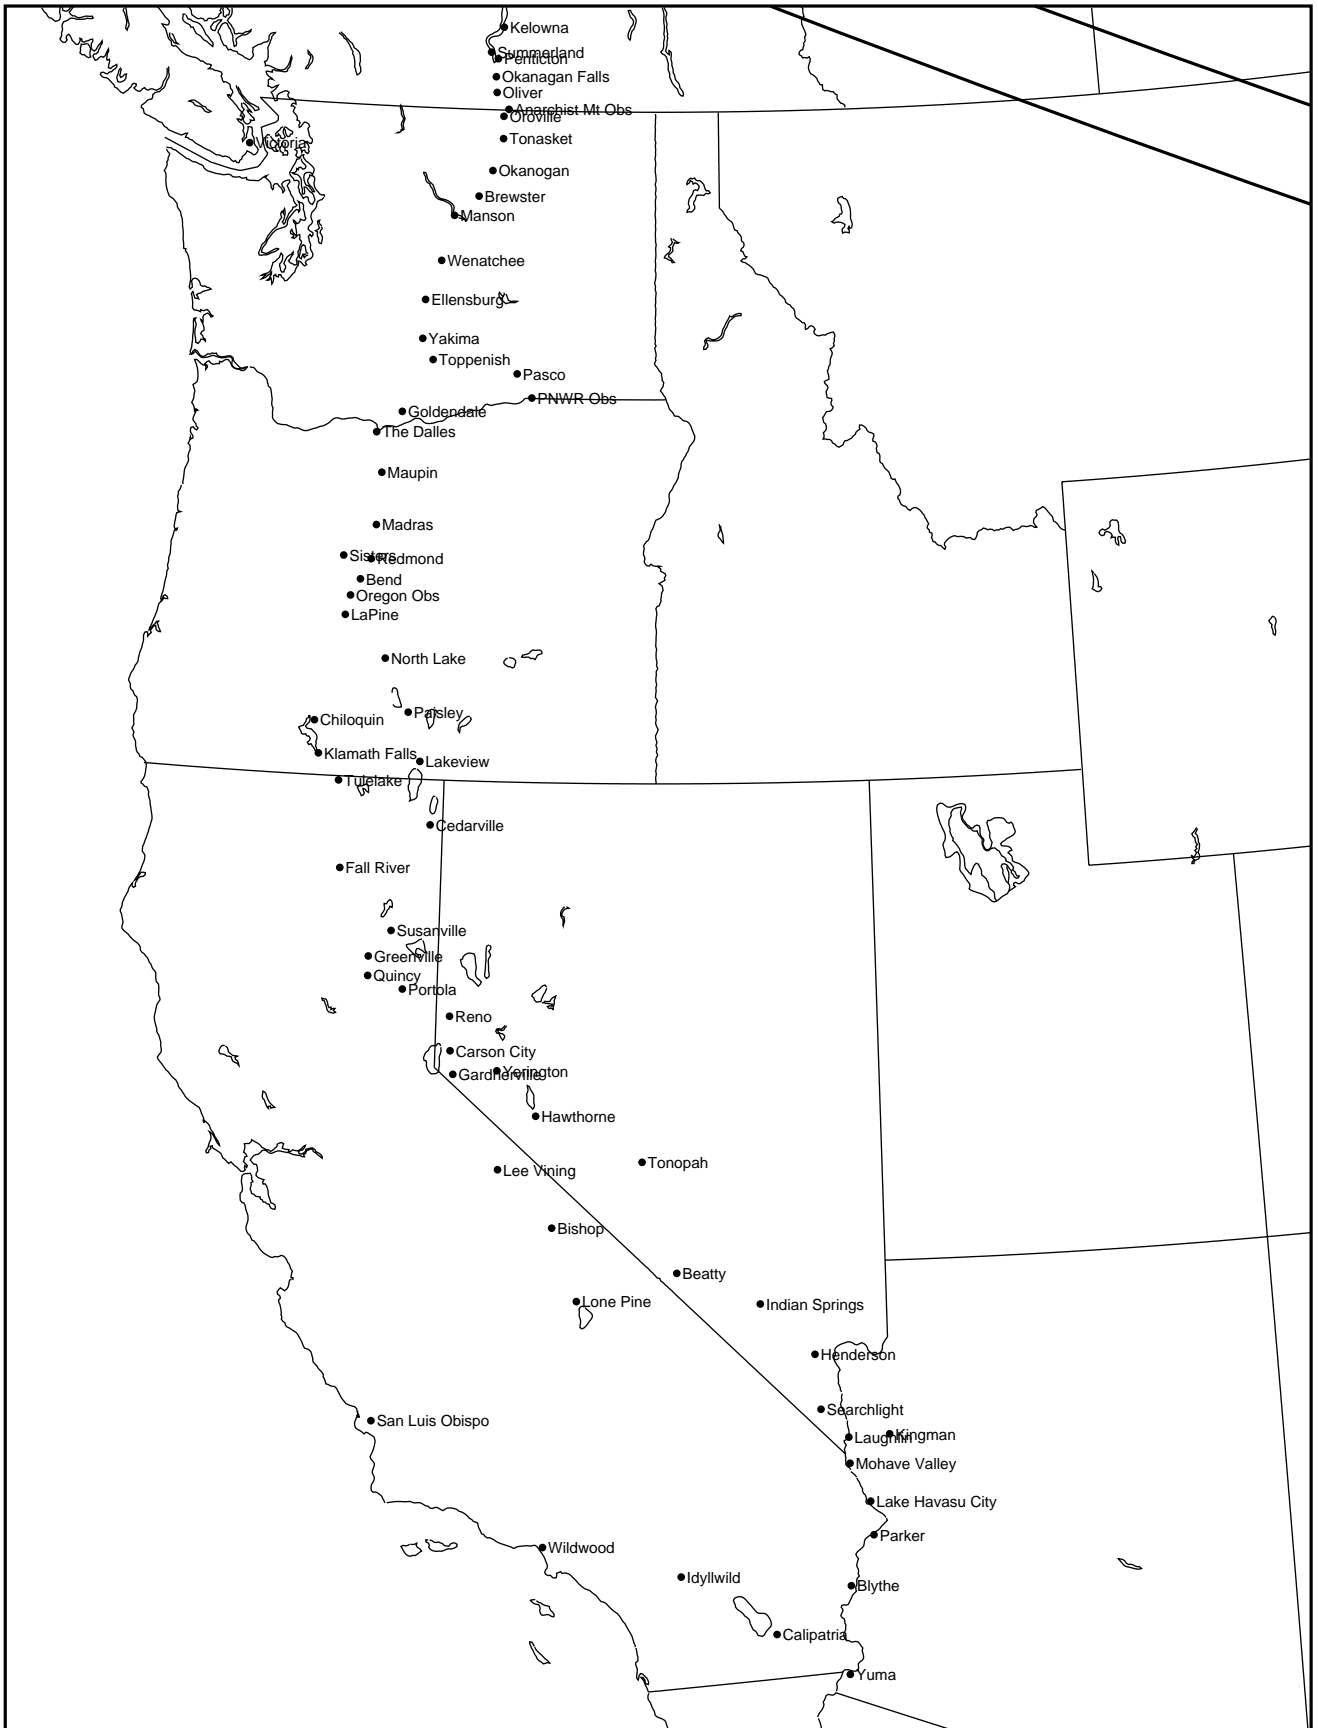 Kelowna
Summerland
Penticton
Okanagan Falls
Oliver
Anarchist Mt Obs
Oroville
Tonasket
Victoria
Okanogan
Brewster
Manson
Wenatchee
Ellensburg
Yakima
Toppenish
Pasco
PNWR Obs
Goldendale
The Dalles
Maupin
Madras
Sisters
Redmond
Bend
Oregon Obs
LaPine
North Lake
Paisley
Chiloquin
Klamath Falls
Lakeview
Tulelake
Cedarville
Fall River
Susanville
Greenville
Quincy
Portola
Reno
Carson City
Yerington
Gardnerville
Hawthorne
Tonopah
Lee Vining
Bishop
Beatty
Lone Pine
Indian Springs
Henderson
Searchlight
San Luis Obispo
Kingman
Laughlin
Mohave Valley
Lake Havasu City
Parker
Wildwood
Idyllwild
Blythe
Calipatria
Yuma